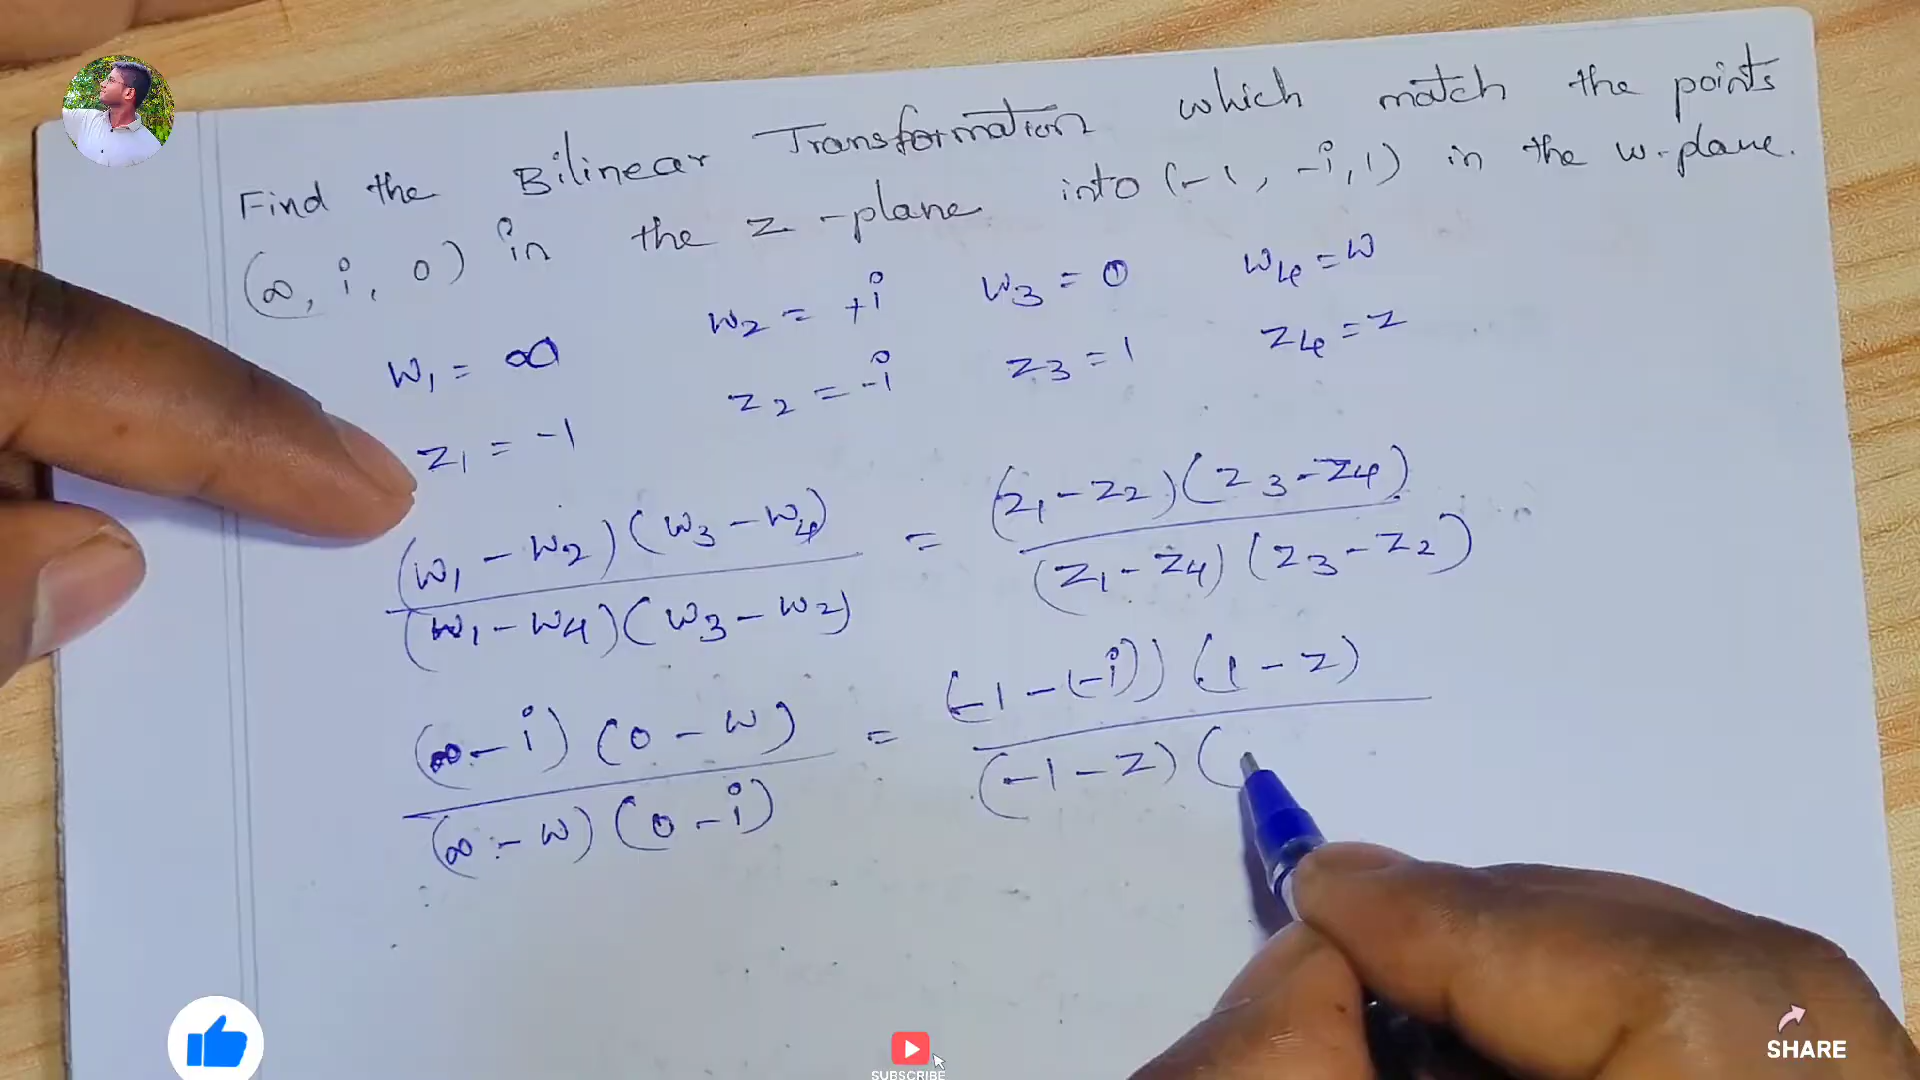 Find the Bilinear Transformation which match the points
(∞, i, 0) in the z-plane into (-1, -i, 1) in the w-plane.
w₁ = ∞ w₂ = +i w₃ = 0 w₄ = w
z₁ = -1 z₂ = -i z₃ = 1 z₄ = z
(w₁ - w₂)(w₃ - w₄) / (w₁ - w₄)(w₃ - w₂) = (z₁ - z₂)(z₃ - z₄) / (z₁ - z₄)(z₃ - z₂)
(∞ - i)(0 - w) / (∞ - w)(0 - i) = (-1 - (-i))(1 - z) / (-1 - z)(
SUBSCRIBE
SHARE